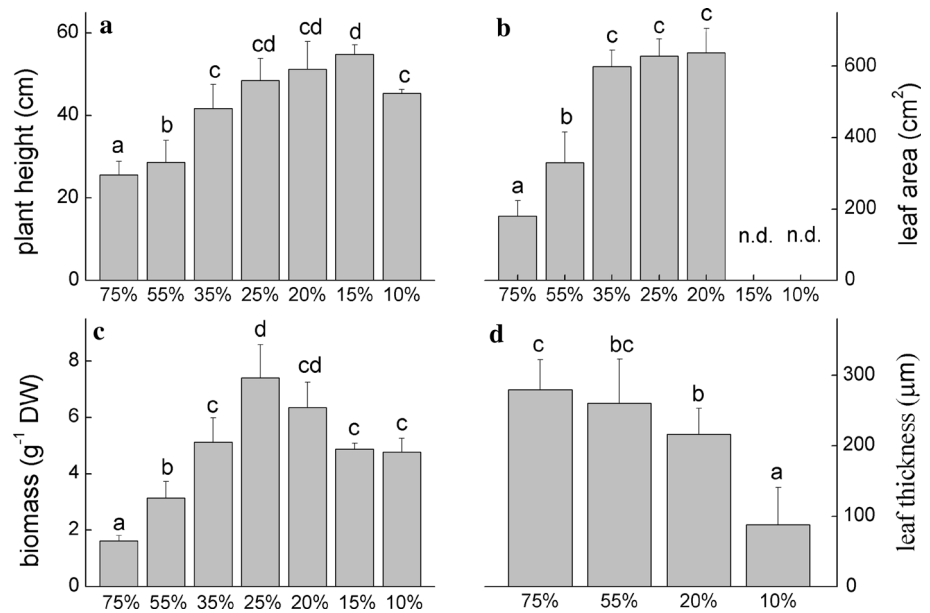 a
plant height (cm)
60
40
20
0
a b c cd cd d c
75% 55% 35% 25% 20% 15% 10%
b
leaf area (cm²)
600
400
200
0
a b c c c n.d. n.d.
75% 55% 35% 25% 20% 15% 10%
c
biomass (g⁻¹ DW)
8
6
4
2
0
a b c d cd c c
75% 55% 35% 25% 20% 15% 10%
d
leaf thickness (µm)
300
200
100
0
c bc b a
75% 55% 20% 10%